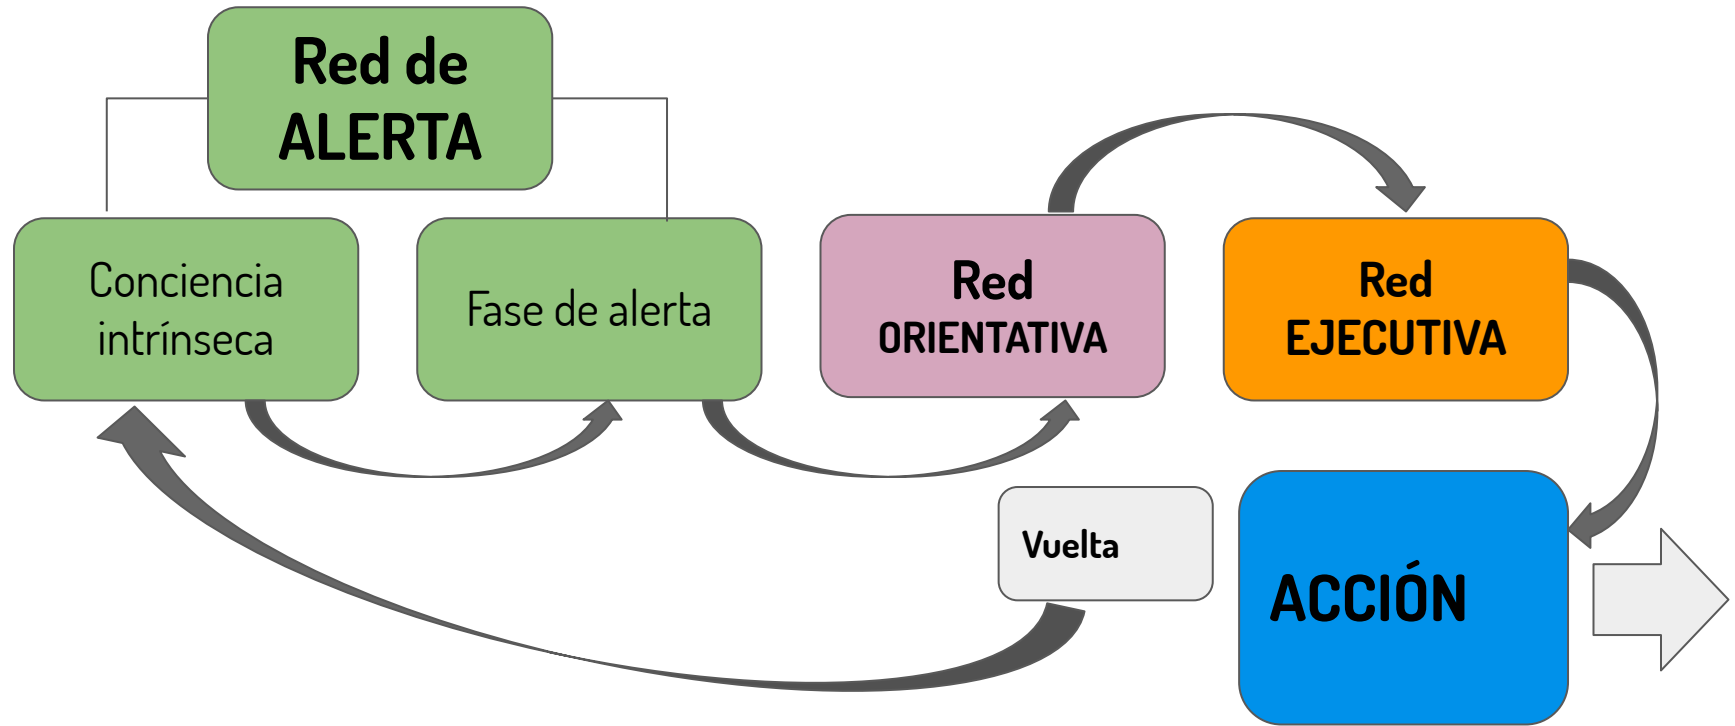 Red de
ALERTA
Conciencia
intrínseca
Fase de alerta
Red
ORIENTATIVA
Red
EJECUTIVA
Vuelta
ACCIÓN